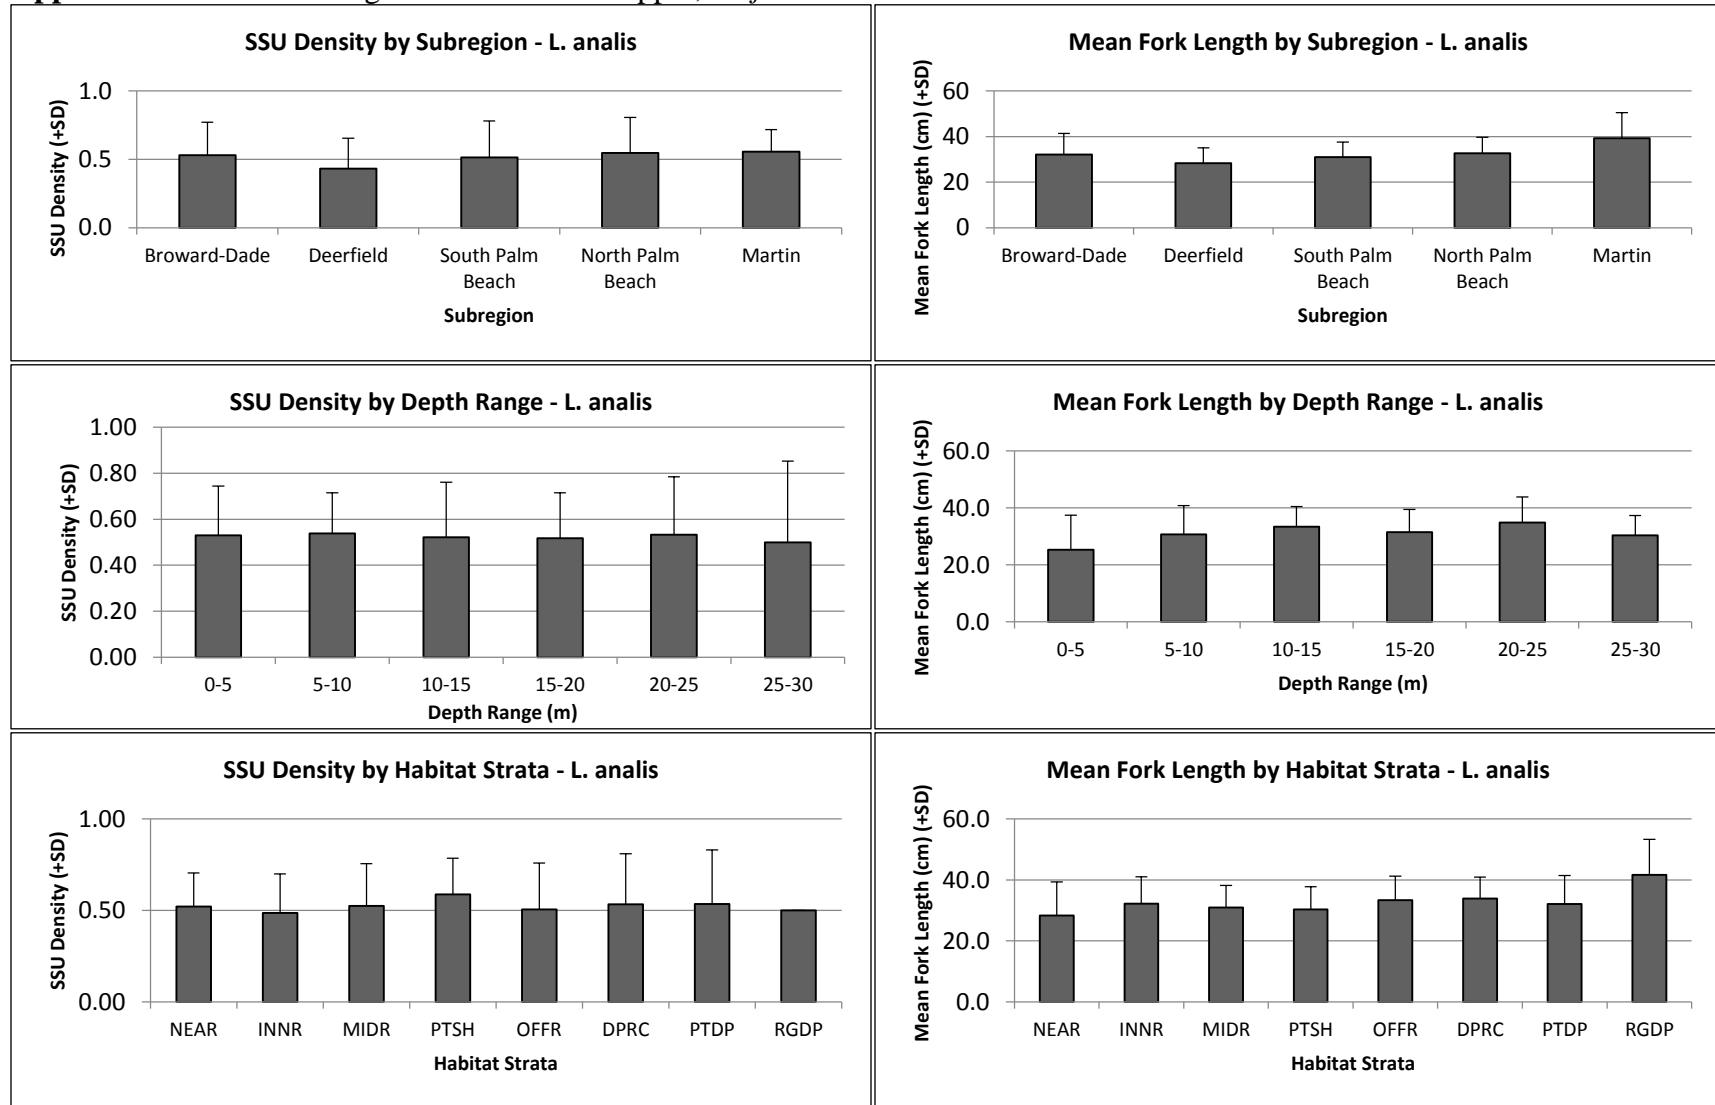 SSU Density by Subregion - L. analis
SSU Density (+SD)
1.0
0.5
0.0
Broward-Dade Deerfield South Palm Beach North Palm Beach Martin
Subregion
Mean Fork Length by Subregion - L. analis
Mean Fork Length (cm) (+SD)
60
40
20
0
Broward-Dade Deerfield South Palm Beach North Palm Beach Martin
Subregion
SSU Density by Depth Range - L. analis
SSU Density (+SD)
1.00
0.80
0.60
0.40
0.20
0.00
0-5 5-10 10-15 15-20 20-25 25-30
Depth Range (m)
Mean Fork Length by Depth Range - L. analis
Mean Fork Length (cm) (+SD)
60.0
40.0
20.0
0.0
0-5 5-10 10-15 15-20 20-25 25-30
Depth Range (m)
SSU Density by Habitat Strata - L. analis
SSU Density (+SD)
1.00
0.50
0.00
NEAR INNR MIDR PTSH OFFR DPRC PTDP RGDP
Habitat Strata
Mean Fork Length by Habitat Strata - L. analis
Mean Fork Length (cm) (+SD)
60.0
40.0
20.0
0.0
NEAR INNR MIDR PTSH OFFR DPRC PTDP RGDP
Habitat Strata